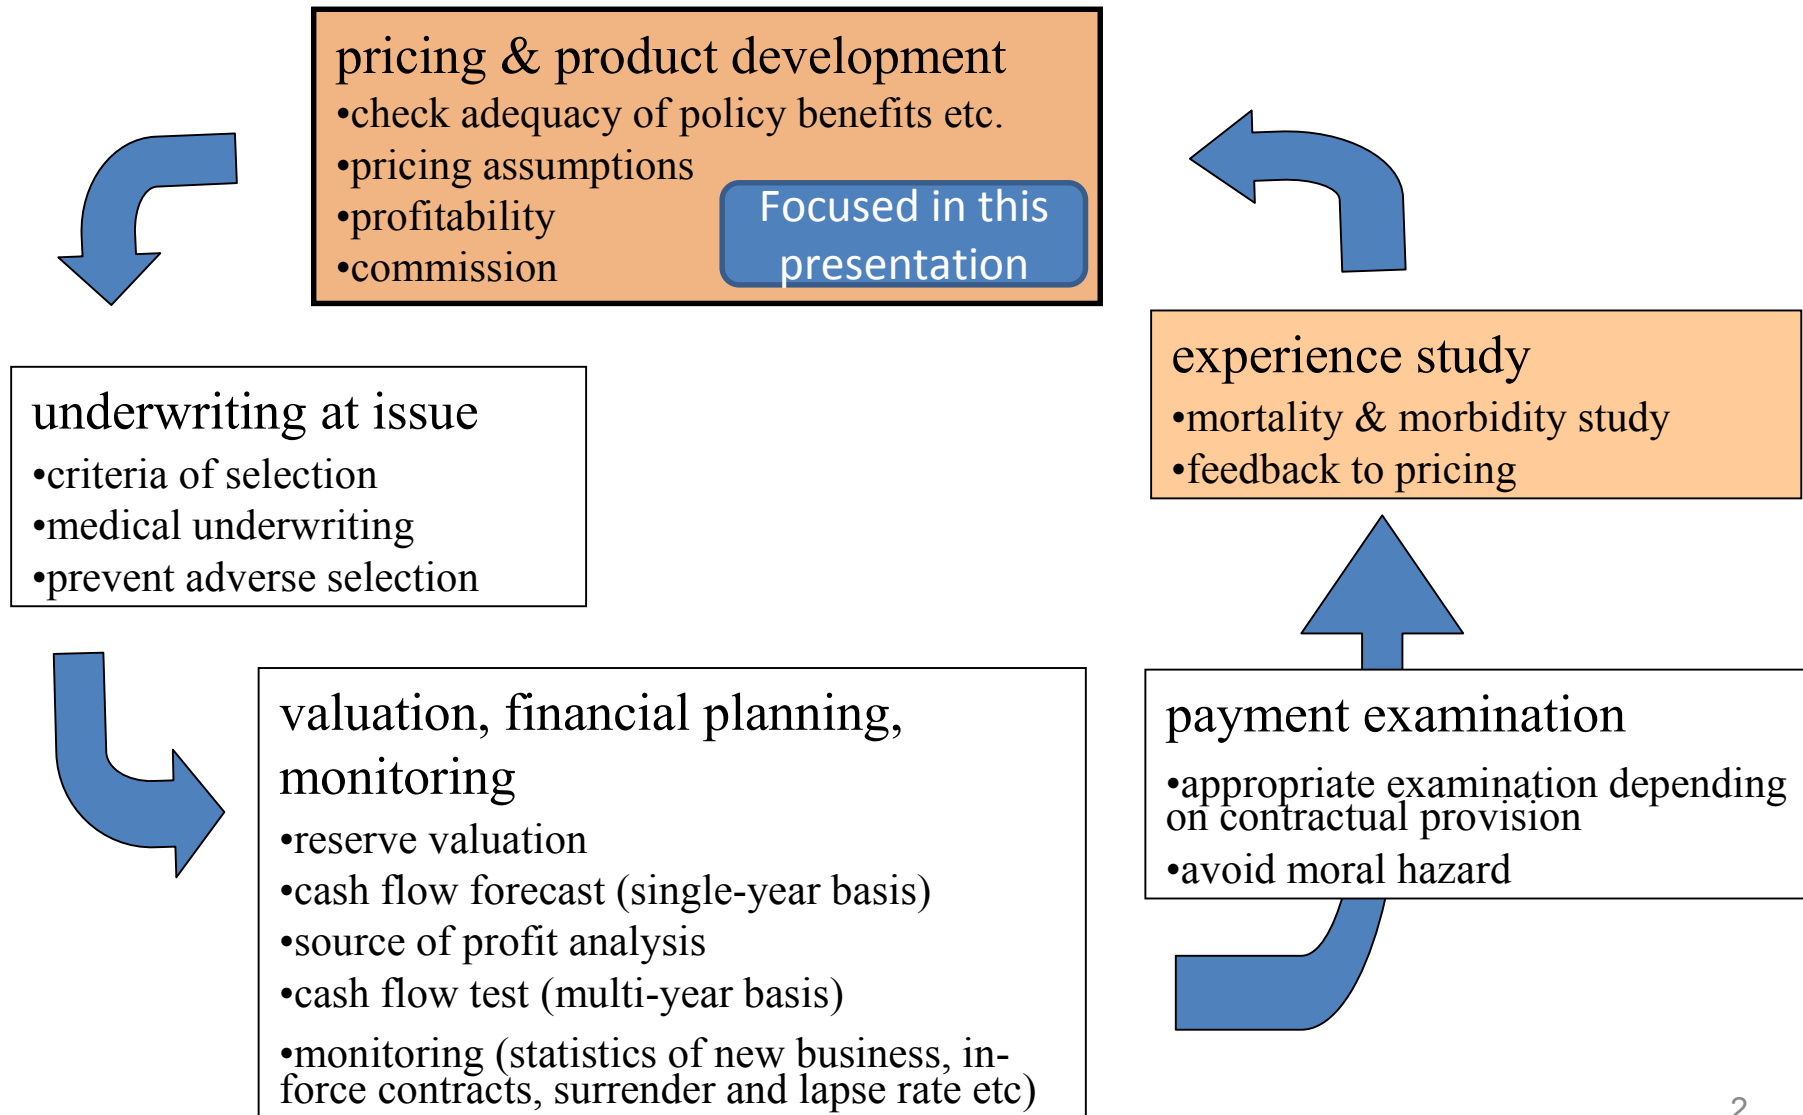 pricing & product development
•check adequacy of policy benefits etc.
•pricing assumptions
•profitability
•commission
Focused in this
presentation
experience study
•mortality & morbidity study
•feedback to pricing
underwriting at issue
•criteria of selection
•medical underwriting
•prevent adverse selection
valuation, financial planning,
monitoring
•reserve valuation
•cash flow forecast (single-year basis)
•source of profit analysis
•cash flow test (multi-year basis)
•monitoring (statistics of new business, in-
force contracts, surrender and lapse rate etc)
payment examination
•appropriate examination depending
on contractual provision
•avoid moral hazard
2